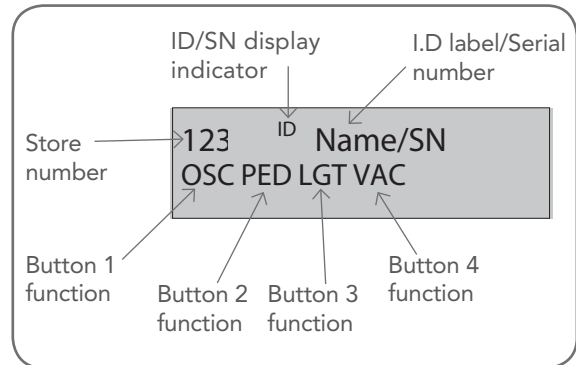 ID/SN display
indicator
I.D label/Serial
number
Store
number
123 ID Name/SN
OSC PED LGT VAC
Button 1
function
Button 2
function
Button 3
function
Button 4
function